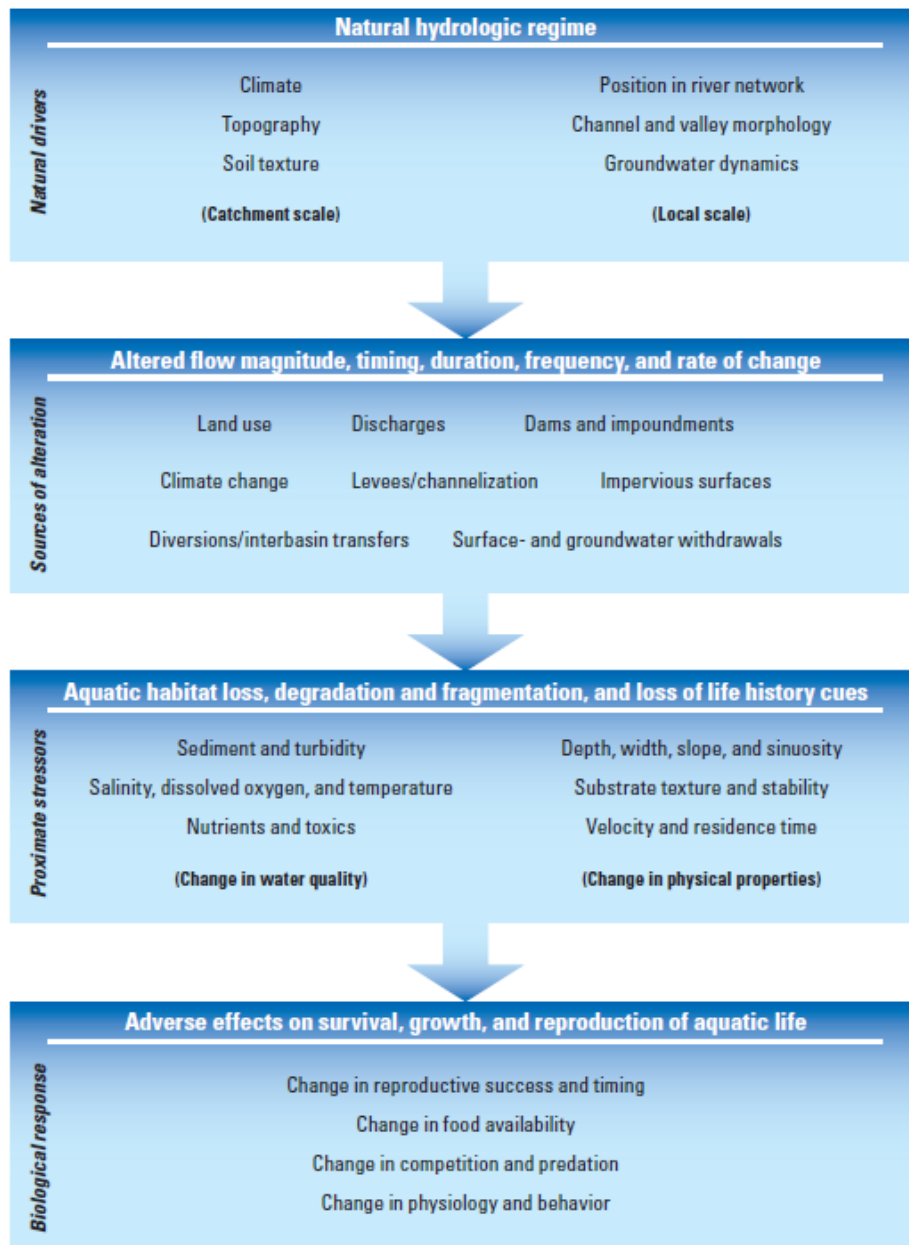 Natural hydrologic regime
Natural drivers
Climate
Topography
Soil texture
(Catchment scale)
Position in river network
Channel and valley morphology
Groundwater dynamics
(Local scale)
Altered flow magnitude, timing, duration, frequency, and rate of change
Sources of alteration
Land use Discharges Dams and impoundments
Climate change Levees/channelization Impervious surfaces
Diversions/interbasin transfers Surface- and groundwater withdrawals
Aquatic habitat loss, degradation and fragmentation, and loss of life history cues
Proximate stressors
Sediment and turbidity
Salinity, dissolved oxygen, and temperature
Nutrients and toxics
(Change in water quality)
Depth, width, slope, and sinuosity
Substrate texture and stability
Velocity and residence time
(Change in physical properties)
Adverse effects on survival, growth, and reproduction of aquatic life
Biological response
Change in reproductive success and timing
Change in food availability
Change in competition and predation
Change in physiology and behavior